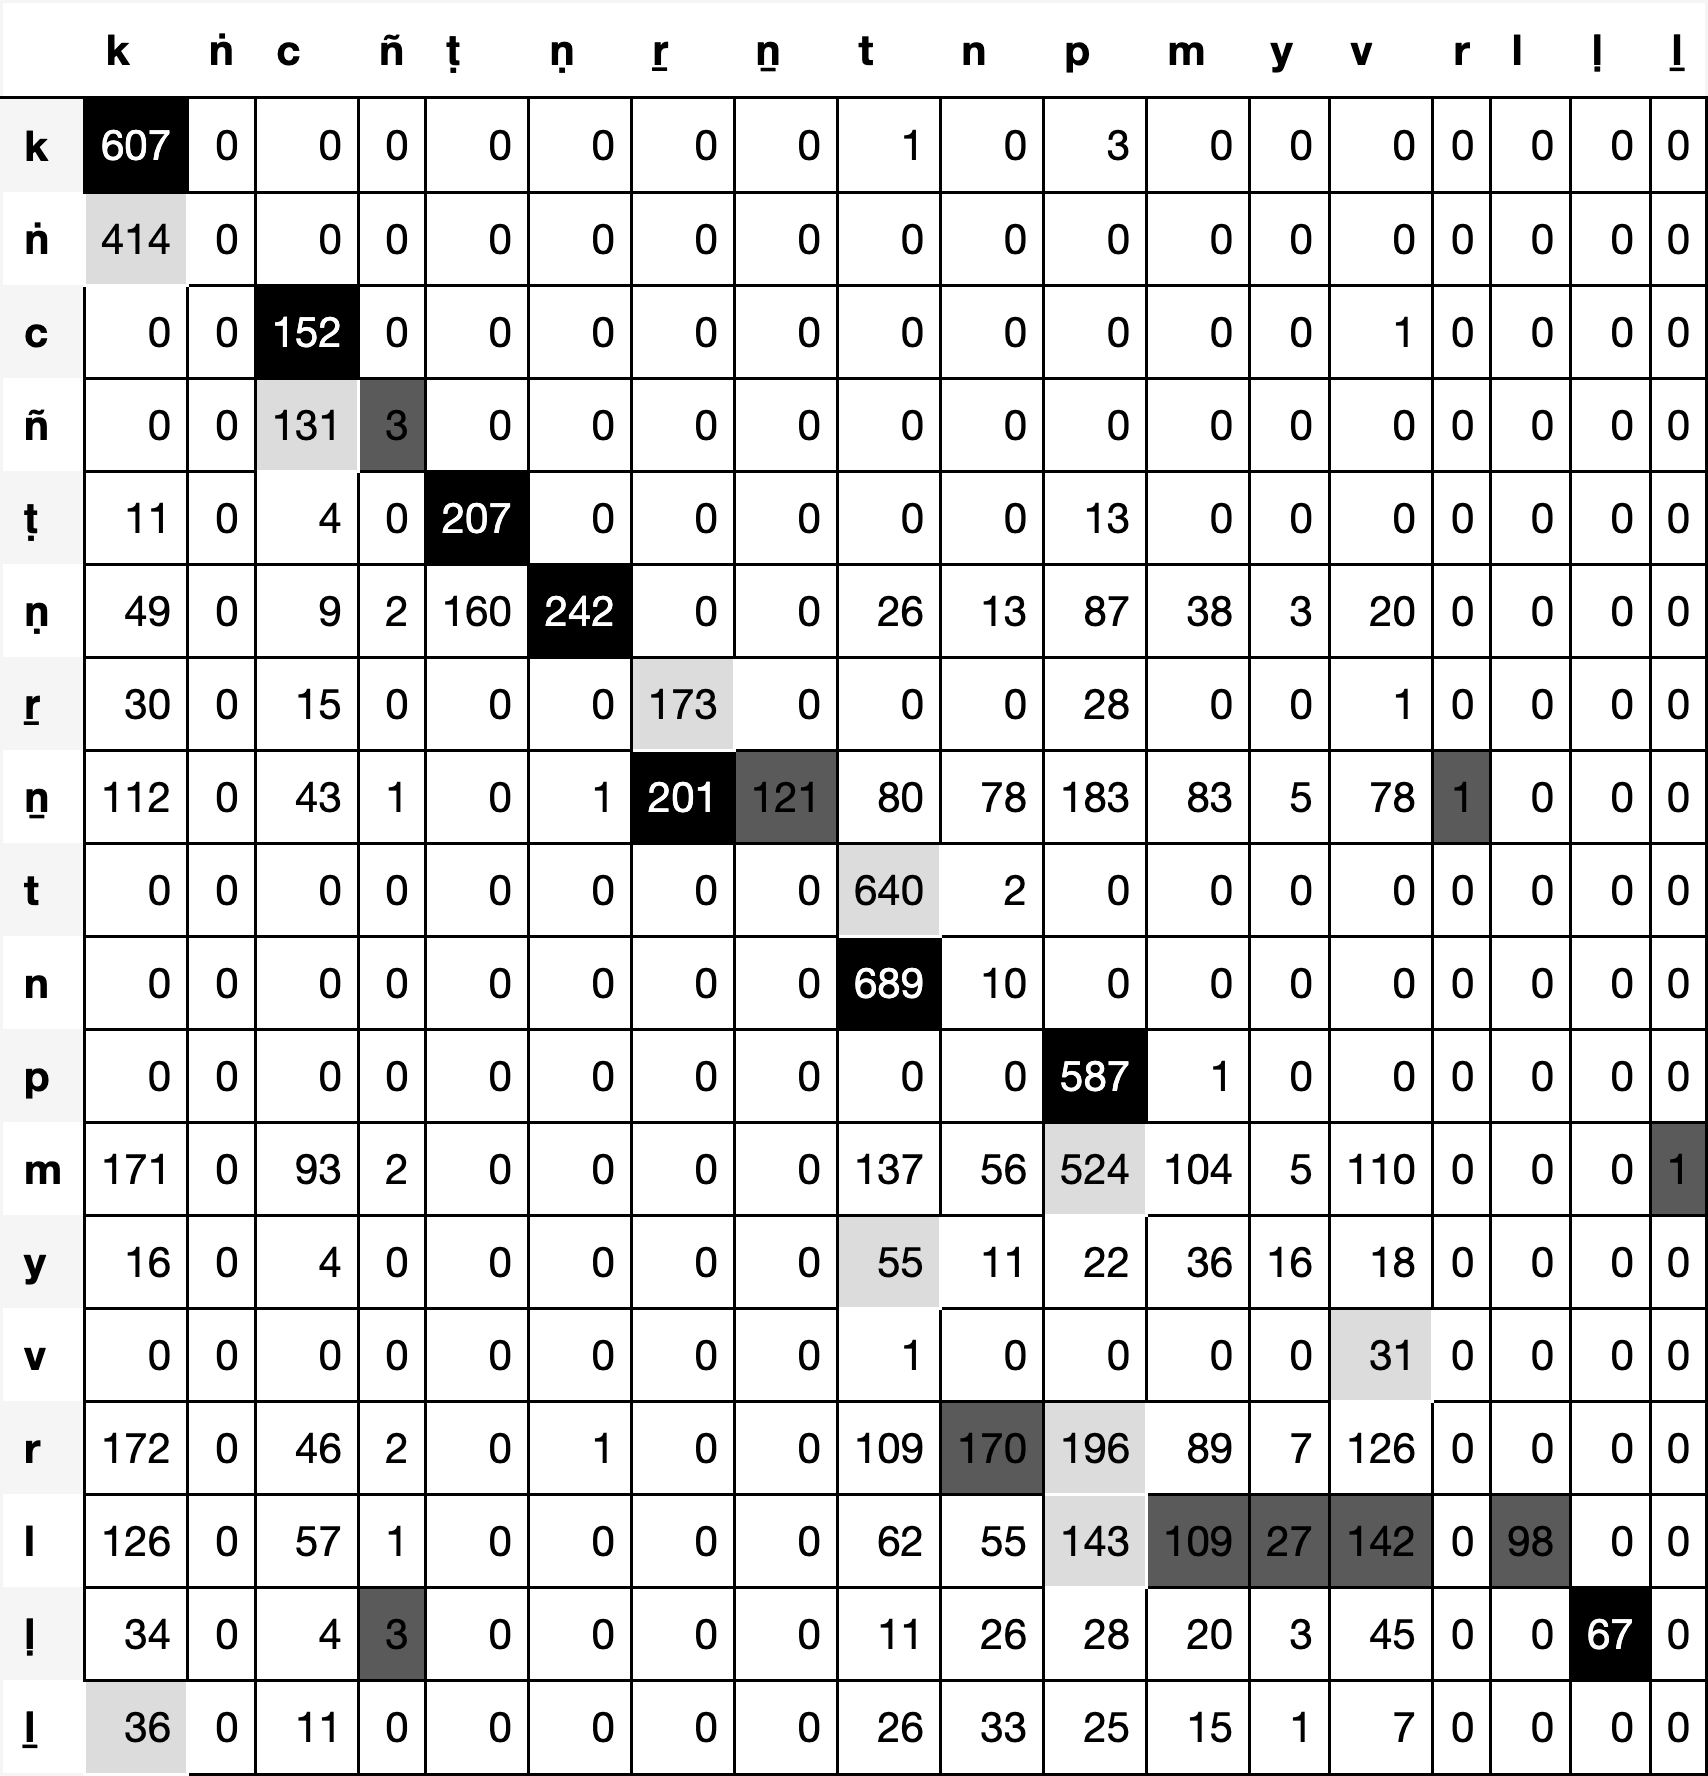 k ṅ c ñ ṭ ṇ ṟ ṉ t n p m y v r l ḷ ḻ
k 607 0 0 0 0 0 0 0 1 0 3 0 0 0 0 0 0 0
ṅ 414 0 0 0 0 0 0 0 0 0 0 0 0 0 0 0 0 0
c 0 0 152 0 0 0 0 0 0 0 0 0 0 1 0 0 0 0
ñ 0 0 131 3 0 0 0 0 0 0 0 0 0 0 0 0 0 0
ṭ 11 0 4 0 207 0 0 0 0 0 13 0 0 0 0 0 0 0
ṇ 49 0 9 2 160 242 0 0 26 13 87 38 3 20 0 0 0 0
ṟ 30 0 15 0 0 0 173 0 0 0 28 0 0 1 0 0 0 0
ṉ 112 0 43 1 0 1 201 121 80 78 183 83 5 78 1 0 0 0
t 0 0 0 0 0 0 0 0 640 2 0 0 0 0 0 0 0 0
n 0 0 0 0 0 0 0 0 689 10 0 0 0 0 0 0 0 0
p 0 0 0 0 0 0 0 0 0 0 587 1 0 0 0 0 0 0
m 171 0 93 2 0 0 0 0 137 56 524 104 5 110 0 0 0 1
y 16 0 4 0 0 0 0 0 55 11 22 36 16 18 0 0 0 0
v 0 0 0 0 0 0 0 0 1 0 0 0 0 31 0 0 0 0
r 172 0 46 2 0 1 0 0 109 170 196 89 7 126 0 0 0 0
l 126 0 57 1 0 0 0 0 62 55 143 109 27 142 0 98 0 0
ḷ 34 0 4 3 0 0 0 0 11 26 28 20 3 45 0 0 67 0
ḻ 36 0 11 0 0 0 0 0 26 33 25 15 1 7 0 0 0 0